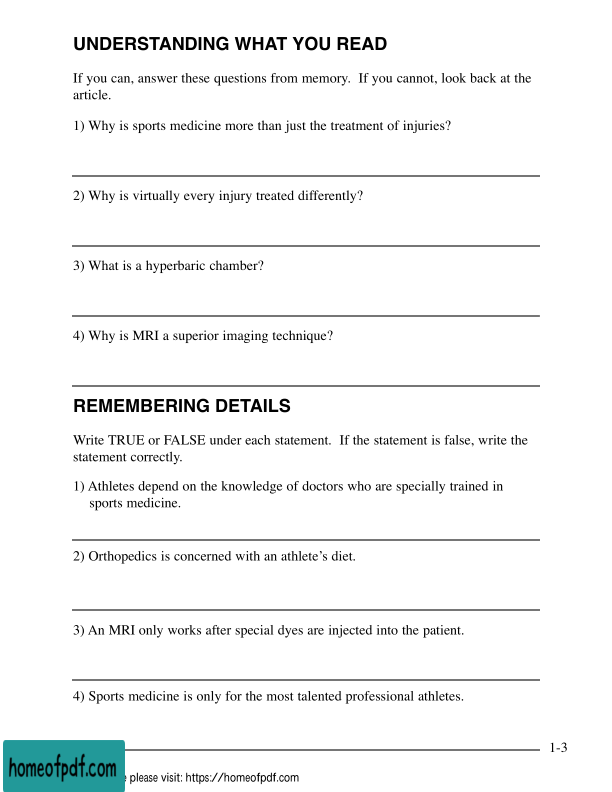 UNDERSTANDING WHAT YOU READ
If you can, answer these questions from memory.  If you cannot, look back at the
article.
1) Why is sports medicine more than just the treatment of injuries?
2) Why is virtually every injury treated differently?
3) What is a hyperbaric chamber?
4) Why is MRI a superior imaging technique?
REMEMBERING DETAILS
Write TRUE or FALSE under each statement.  If the statement is false, write the
statement correctly.
1) Athletes depend on the knowledge of doctors who are specially trained in
sports medicine.
2) Orthopedics is concerned with an athlete's diet.
3) An MRI only works after special dyes are injected into the patient.
4) Sports medicine is only for the most talented professional athletes.
1-3
homeofpdf.com
please visit: https://homeofpdf.com